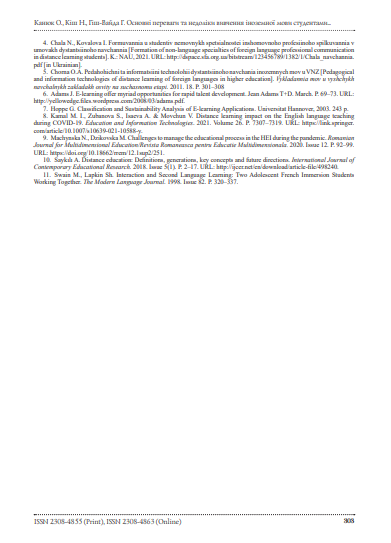 Канюк О., Кіш Н., Гіш-Вайда Г. Основні переваги та недоліки вивчення іноземної мови студентами...
4. Chala N., Kovalova I. Formuvannia u studentiv nemovnykh spetsialnostei inshomovnoho profesiinoho spilkuvannia v
umovakh dystantsiinoho navchannia [Formation of non-language specialties of foreign language professional communication
in distance learning students]. K.: NAU, 2021. URL: http://dspace.sfa.org.ua/bitstream/123456789/1382/1/Chala_navchannia.
pdf [in Ukrainian].
5. Chorna O.A. Pedahohichni ta informatsiini tekhnolohii dystantsiinoho navchania inozemnych mov u VNZ [Pedagogical
and information technologies of distance learning of foreign languages in higher education]. Vykladannia mov u vyshchykh
navchalnykh zakladakh osvity na suchasnomu etapi. 2011. 18. P. 301–308
6. Adams J. E-learning offer myriad opportunities for rapid talent development. Jean Adams T+D. March. P. 69–73. URL:
http://yellowedge.files.wordpress.com/2008/03/adams.pdf.
7. Hoppe G. Classification and Sustainability Analysis of E-learning Applications. Universitat Hannover, 2003. 243 p.
8. Kamal M. I., Zubanova S., Isaeva A. & Movchun V. Distance learning impact on the English language teaching
during COVID-19. Education and Information Technologies. 2021. Volume 26. P. 7307–7319. URL: https://link.springer.
com/article/10.1007/s10639-021-10588-y.
9. Machynska N., Dzikovska M. Challenges to manage the educational process in the HEI during the pandemic. Romanian
Journal for Multidimensional Education/Revista Romaneasca pentru Educatie Multidimensionala. 2020. Issue 12. P. 92–99.
URL: https://doi.org/10.18662/rrem/12.1sup2/251.
10. Saykılı A. Distance education: Definitions, generations, key concepts and future directions. International Journal of
Contemporary Educational Research. 2018. Issue 5(1). P. 2–17. URL: http://ijcer.net/en/download/article-file/498240.
11. Swain M., Lapkin Sh. Interaction and Second Language Learning: Two Adolescent French Immersion Students
Working Together. The Modern Language Journal. 1998. Issue 82. P. 320–337.
ISSN 2308-4855 (Print), ISSN 2308-4863 (Online)
303